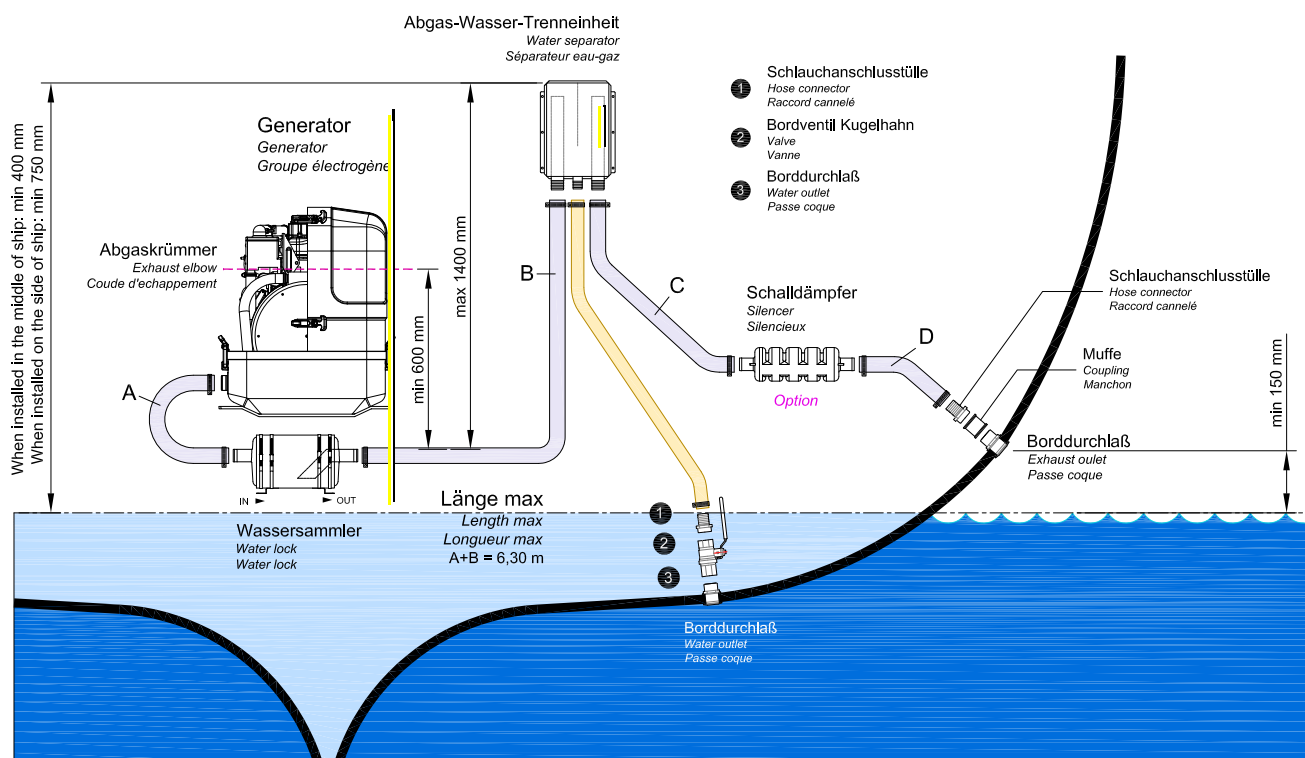 Abgas-Wasser-Trenneinheit
Water separator
Séparateur eau-gaz
1
Schlauchanschlusstülle
Hose connector
Raccord cannelé
2
Bordventil Kugelhahn
Valve
Vanne
3
Borddurchlaß
Water outlet
Passe coque
When installed in the middle of ship: min 400 mm
When installed on the side of ship: min 750 mm
Generator
Generator
Groupe électrogène
Abgaskrümmer
Exhaust elbow
Coude d'echappement
min 600 mm
max 1400 mm
A
B
C
D
Schalldämpfer
Silencer
Silencieux
Option
Schlauchanschlusstülle
Hose connector
Raccord cannelé
Muffe
Coupling
Manchon
min 150 mm
Borddurchlaß
Exhaust oulet
Passe coque
IN
OUT
Wassersammler
Water lock
Water lock
Länge max
Length max
Longueur max
A+B = 6,30 m
1
2
3
Borddurchlaß
Water outlet
Passe coque